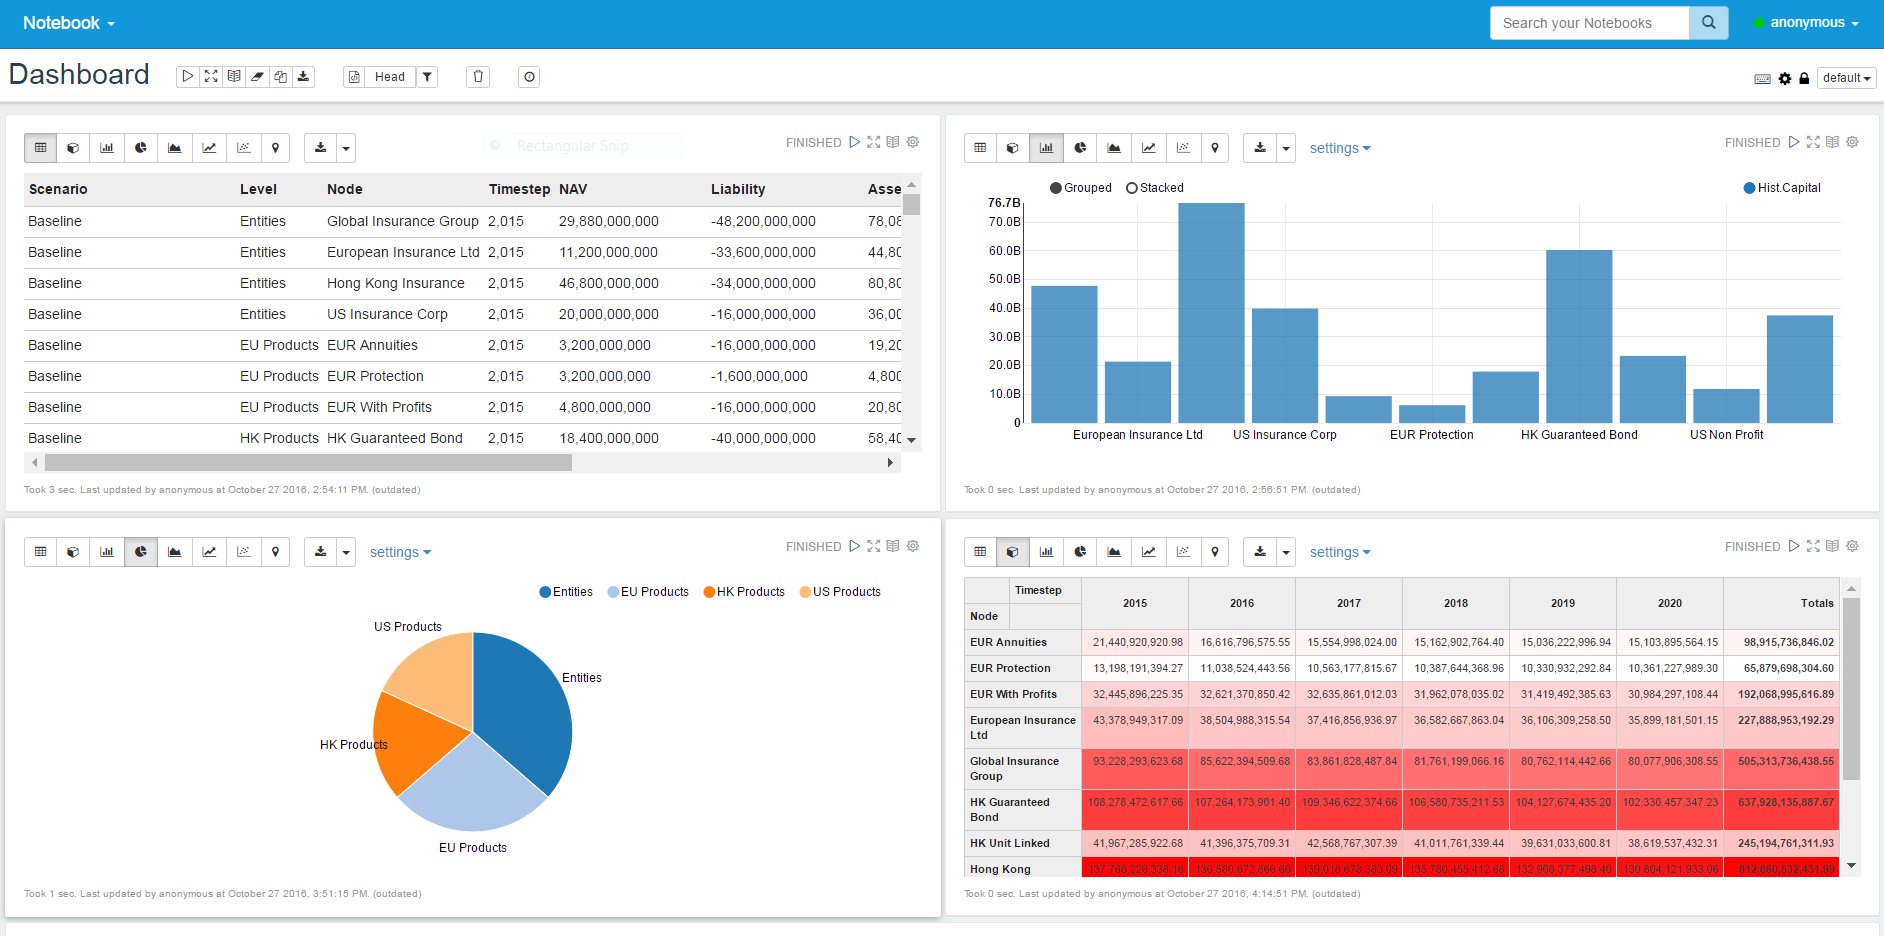 Notebook
Search your Notebooks
anonymous
Dashboard
Head
default
Rectangular Snip
FINISHED
Scenario Level Node Timestep NAV Liability Asse
Baseline Entities Global Insurance Group 2,015 29,880,000,000 -48,200,000,000 78,08
Baseline Entities European Insurance Ltd 2,015 11,200,000,000 -33,600,000,000 44,80
Baseline Entities Hong Kong Insurance 2,015 46,800,000,000 -34,000,000,000 80,80
Baseline Entities US Insurance Corp 2,015 20,000,000,000 -16,000,000,000 36,00
Baseline EU Products EUR Annuities 2,015 3,200,000,000 -16,000,000,000 19,20
Baseline EU Products EUR Protection 2,015 3,200,000,000 -1,600,000,000 4,800
Baseline EU Products EUR With Profits 2,015 4,800,000,000 -16,000,000,000 20,80
Baseline HK Products HK Guaranteed Bond 2,015 18,400,000,000 -40,000,000,000 58,40
Took 3 sec. Last updated by anonymous at October 27 2016, 2:54:11 PM. (outdated)
settings
FINISHED
Grouped Stacked
Hist.Capital
76.7B
70.0B
60.0B
50.0B
40.0B
30.0B
20.0B
10.0B
0
European Insurance Ltd US Insurance Corp EUR Protection HK Guaranteed Bond US Non Profit
Took 0 sec. Last updated by anonymous at October 27 2016, 2:56:51 PM. (outdated)
settings
FINISHED
Entities EU Products HK Products US Products
US Products
Entities
HK Products
EU Products
Took 1 sec. Last updated by anonymous at October 27 2016, 3:51:15 PM. (outdated)
settings
FINISHED
Timestep
2015 2016 2017 2018 2019 2020 Totals
Node
EUR Annuities 21,440,920,920.98 16,616,796,575.55 15,554,998,024.00 15,162,902,764.40 15,036,222,996.94 15,103,895,564.15 98,915,736,846.02
EUR Protection 13,198,191,394.27 11,038,524,443.56 10,563,177,815.67 10,387,644,368.96 10,330,932,292.84 10,361,227,989.30 65,879,698,304.60
EUR With Profits 32,445,896,225.35 32,621,370,850.42 32,635,861,012.03 31,962,078,035.02 31,419,492,385.63 30,984,297,108.44 192,068,995,616.89
European Insurance Ltd 43,378,949,317.09 38,504,988,315.54 37,416,856,936.97 36,582,667,863.04 36,106,309,258.50 35,899,181,501.15 227,888,953,192.29
Global Insurance Group 93,228,293,623.68 85,622,394,509.68 83,861,828,487.84 81,761,199,066.16 80,762,114,442.66 80,077,906,308.55 505,313,736,438.55
HK Guaranteed Bond 108,278,472,617.66 107,264,173,901.40 109,346,622,374.66 106,580,735,211.53 104,127,674,435.20 102,330,457,347.23 637,928,135,887.67
HK Unit Linked 41,967,285,922.68 41,396,375,709.31 42,568,767,307.39 41,011,761,339.44 39,631,033,600.81 38,619,537,432.31 245,194,761,311.93
Hong Kong
Took 0 sec. Last updated by anonymous at October 27 2016, 4:14:51 PM. (outdated)